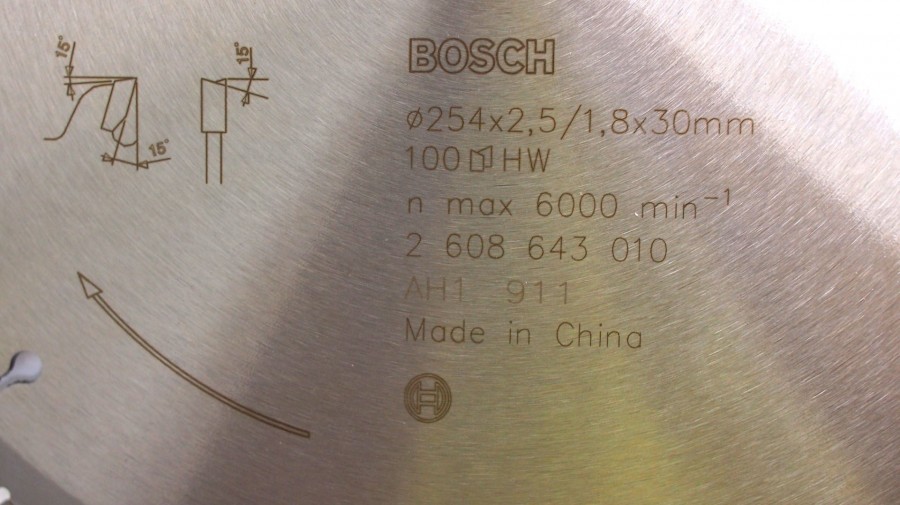 15°
15°
15°
BOSCH
ø254x2,5/1,8x30mm
100 HW
n max 6000 min⁻¹
2 608 643 010
AH1 911
Made in China